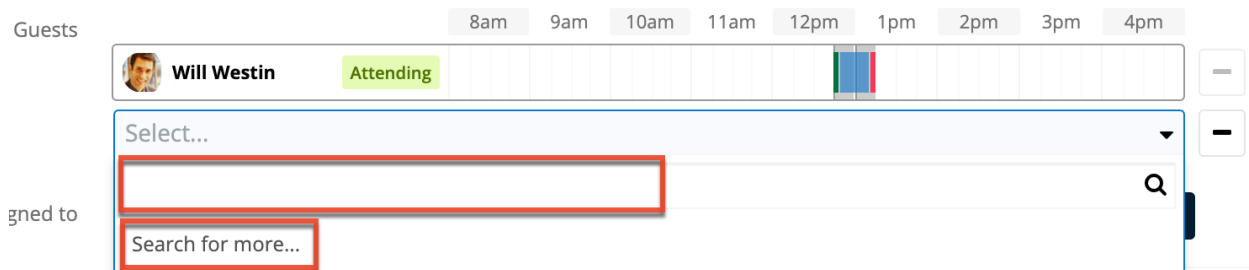 Guests 8am 9am 10am 11am 12pm 1pm 2pm 3pm 4pm
Will Westin Attending
Select...
gned to
Search for more...